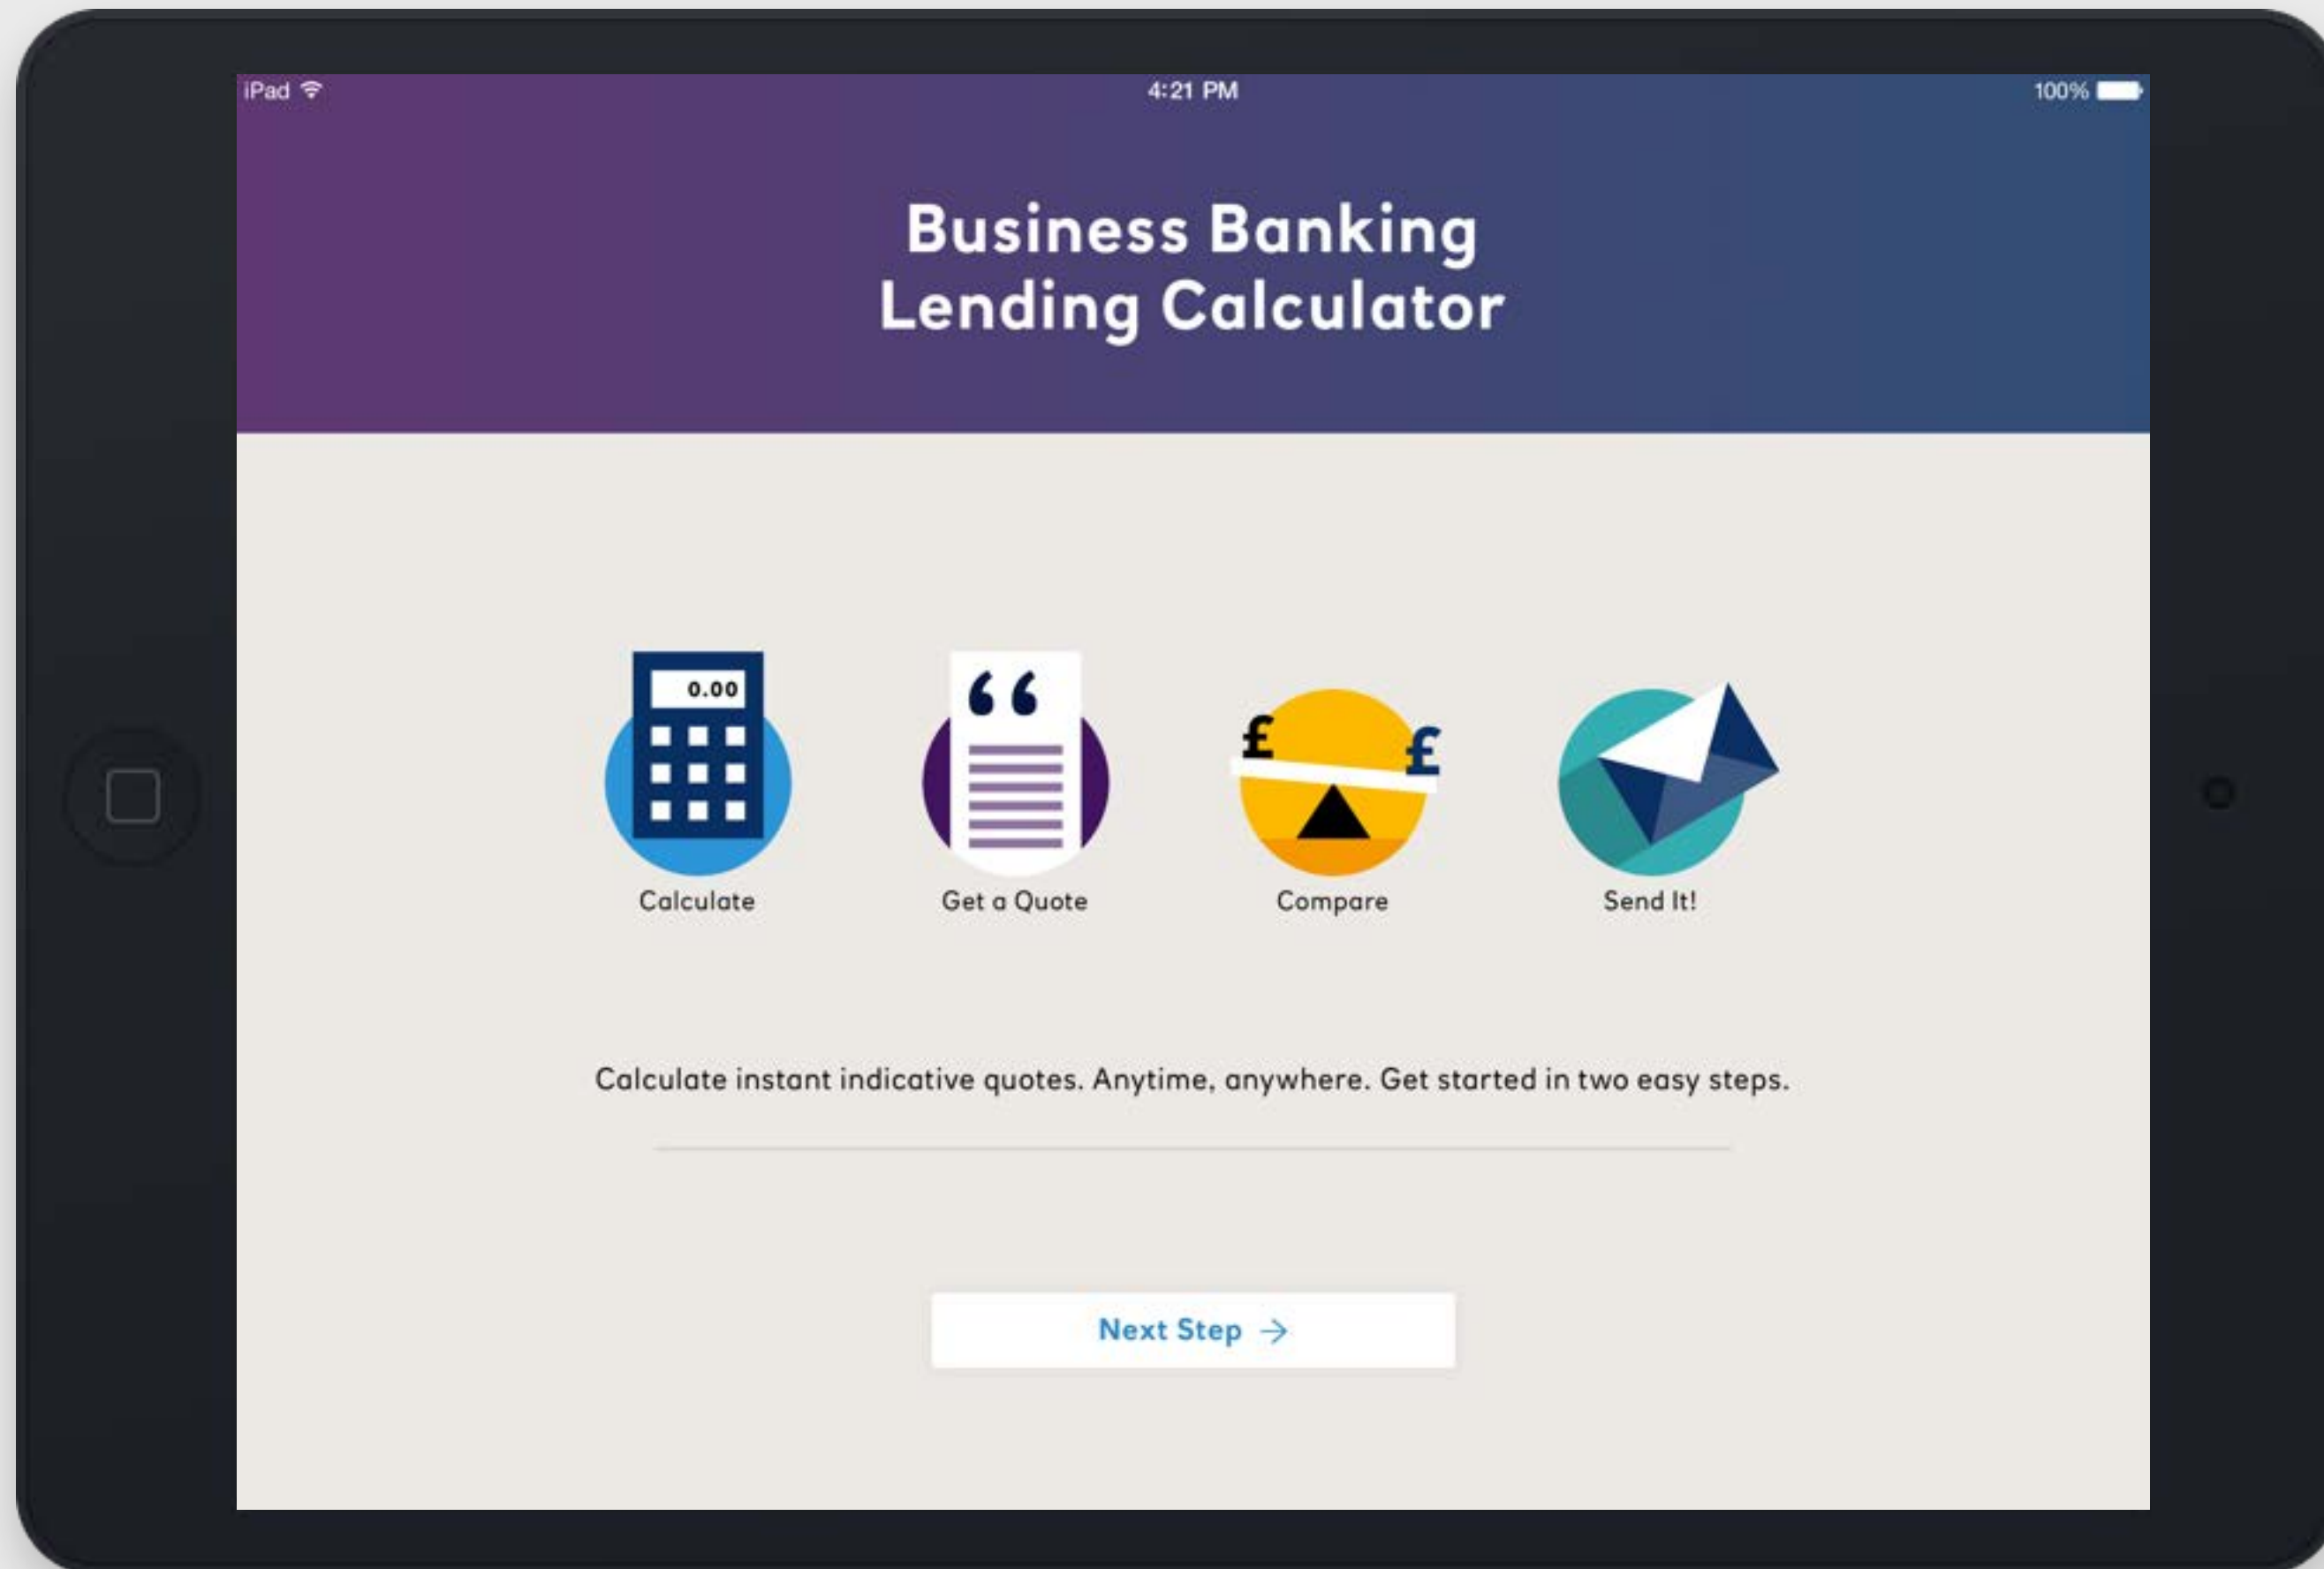 iPad
4:21 PM
100%
Business Banking
Lending Calculator
0.00
“
£
£
Calculate
Get a Quote
Compare
Send It!
Calculate instant indicative quotes. Anytime, anywhere. Get started in two easy steps.
Next Step →